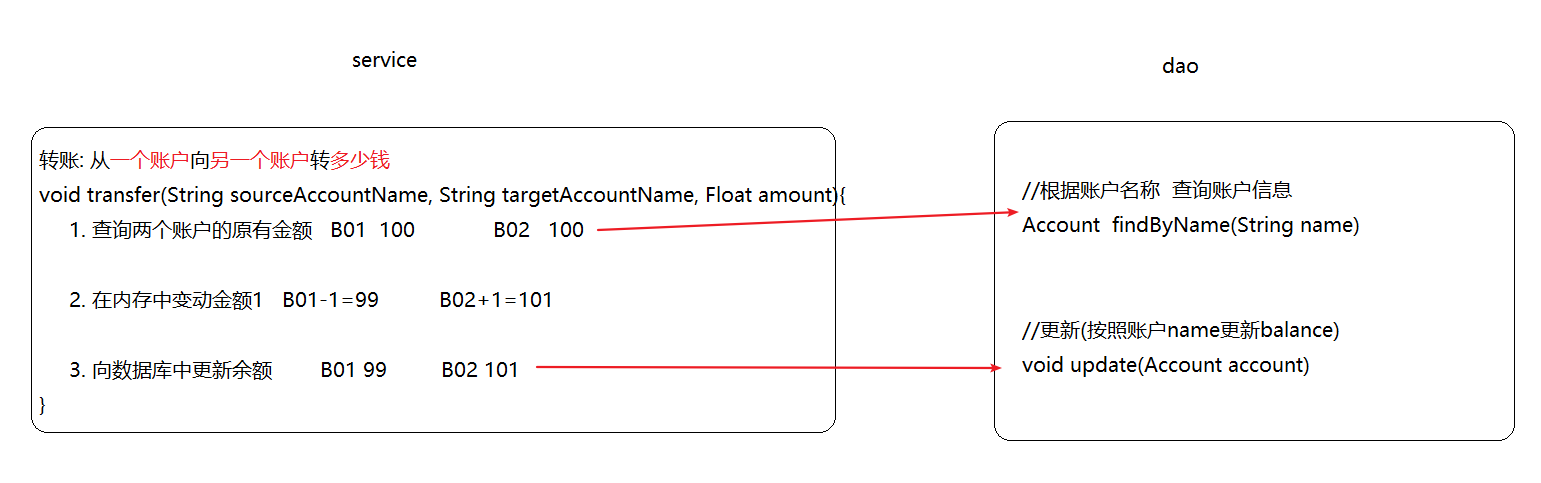 service
转账: 从一个账户向另一个账户转多少钱
void transfer(String sourceAccountName, String targetAccountName, Float amount){
1. 查询两个账户的原有金额 B01 100 B02 100
2. 在内存中变动金额1 B01-1=99 B02+1=101
3. 向数据库中更新余额 B01 99 B02 101
}
dao
//根据账户名称 查询账户信息
Account findByName(String name)
//更新(按照账户name更新balance)
void update(Account account)